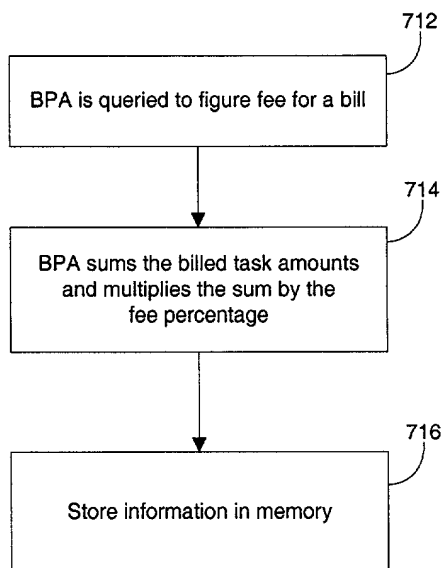 712
BPA is queried to figure fee for a bill
714
BPA sums the billed task amounts
and multiplies the sum by the
fee percentage
716
Store information in memory